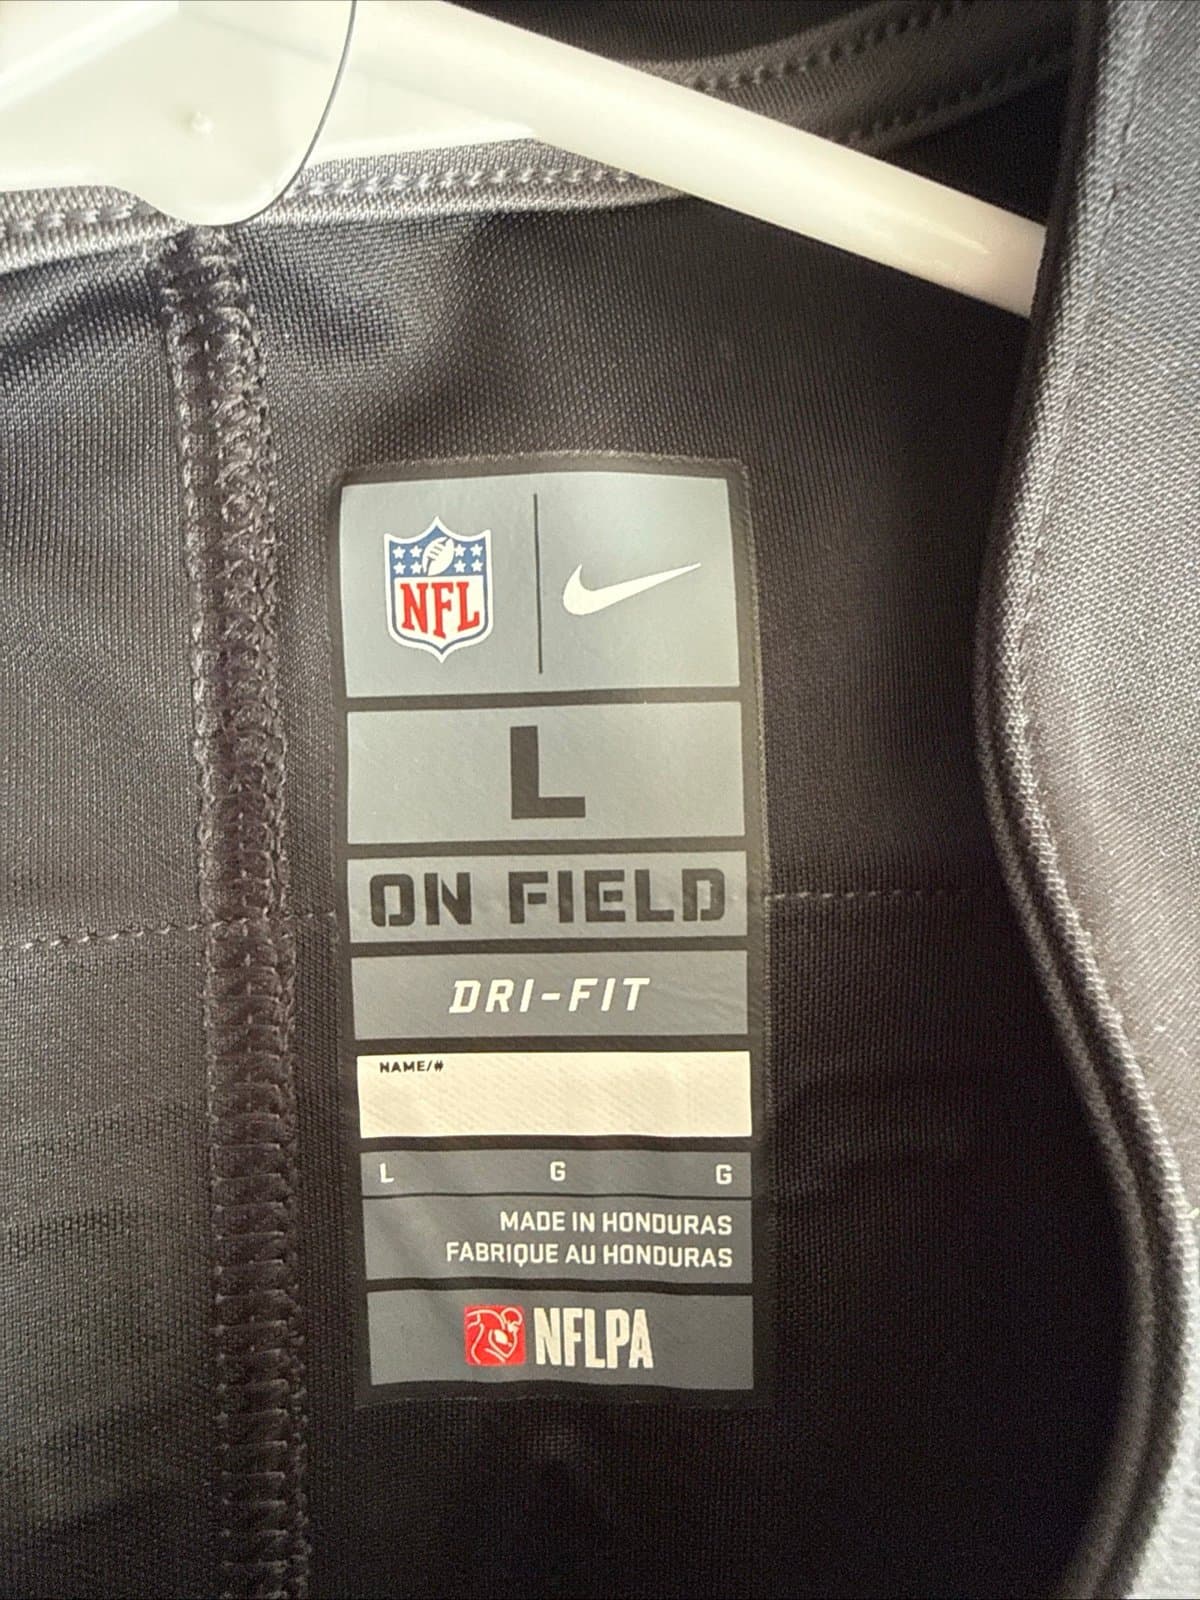 NFL
L
ON FIELD
DRI-FIT
NAME/#
L G G
MADE IN HONDURAS
FABRIQUE AU HONDURAS
NFLPA